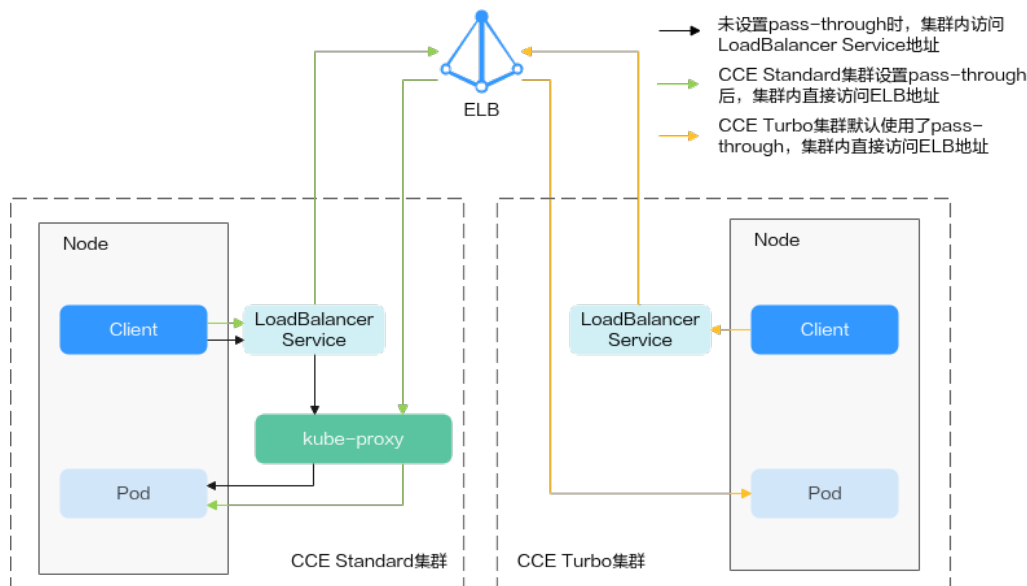 未设置pass-through时，集群内访问
LoadBalancer Service地址
CCE Standard集群设置pass-through
后，集群内直接访问ELB地址
CCE Turbo集群默认使用了pass-
through，集群内直接访问ELB地址
ELB
Node
Client
LoadBalancer
Service
kube-proxy
Pod
CCE Standard集群
Node
LoadBalancer
Service
Client
Pod
CCE Turbo集群